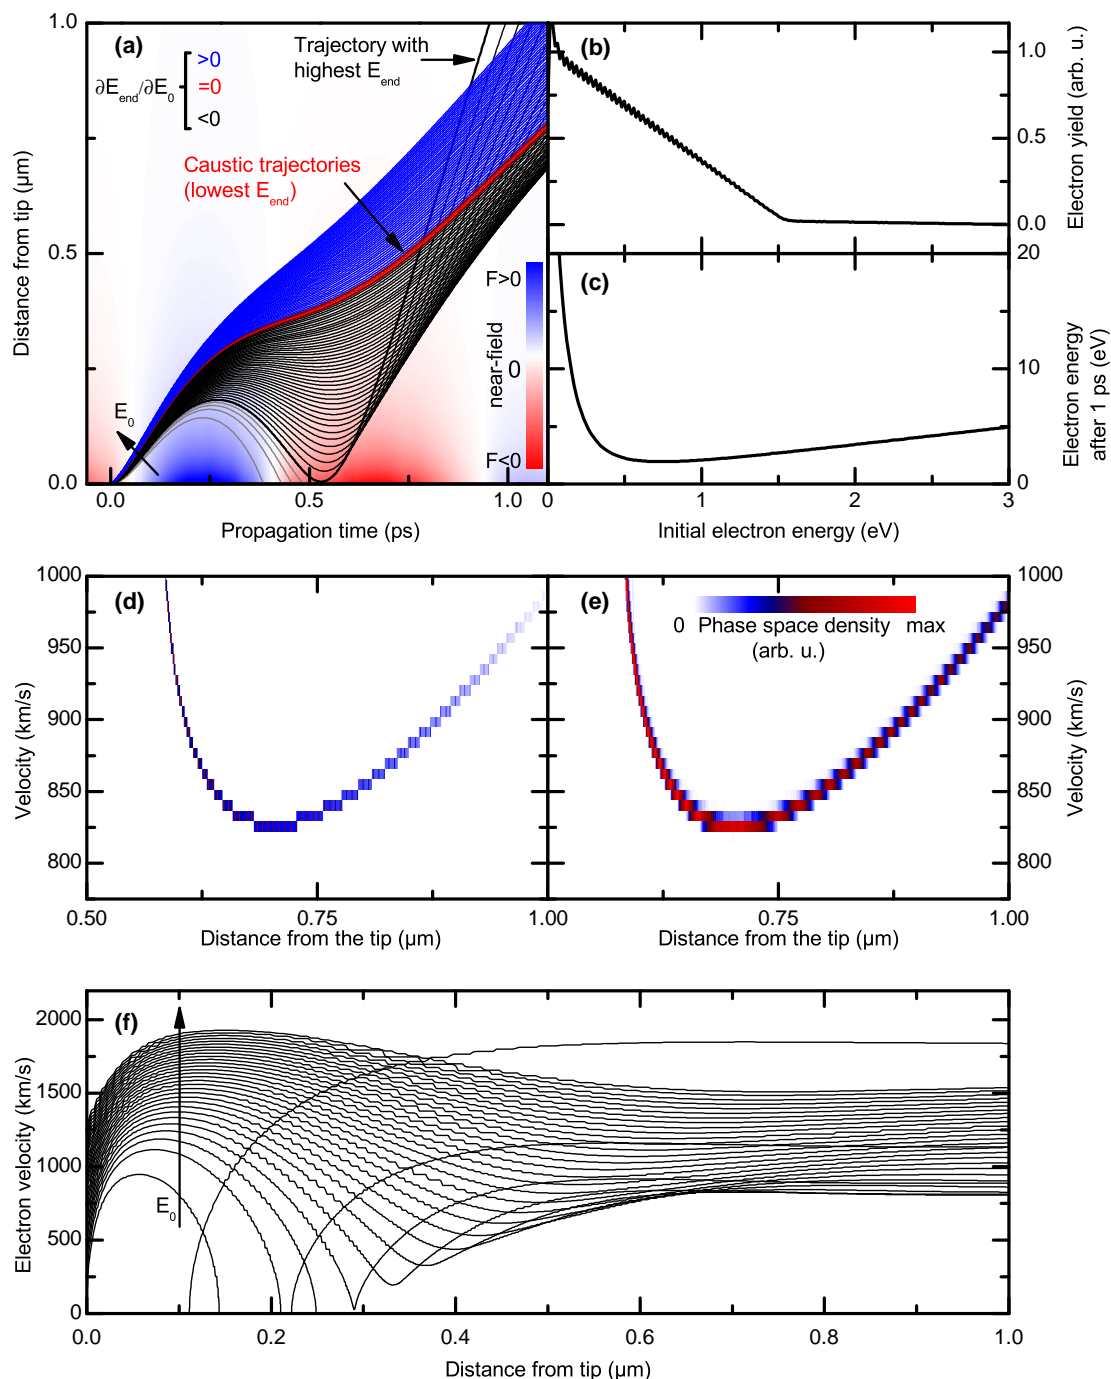 (a)
>0
∂E_end/∂E_0 =0
<0
Trajectory with
highest E_end
Caustic trajectories
(lowest E_end)
E_0
F>0
0
F<0
near-field
1.0
0.5
0.0
Distance from tip (µm)
0.0 0.5 1.0
Propagation time (ps)
(b)
1.0
0.5
0.0
Electron yield (arb. u.)
(c)
20
10
0
Electron energy
after 1 ps (eV)
0 1 2 3
Initial electron energy (eV)
(d)
1000
950
900
850
800
Velocity (km/s)
0.50 0.75 1.00
Distance from the tip (µm)
(e)
0 Phase space density max
(arb. u.)
1000
950
900
850
800
Velocity (km/s)
0.75 1.00
Distance from the tip (µm)
(f)
E_0
2000
1500
1000
500
0
Electron velocity (km/s)
0.0 0.2 0.4 0.6 0.8 1.0
Distance from tip (µm)